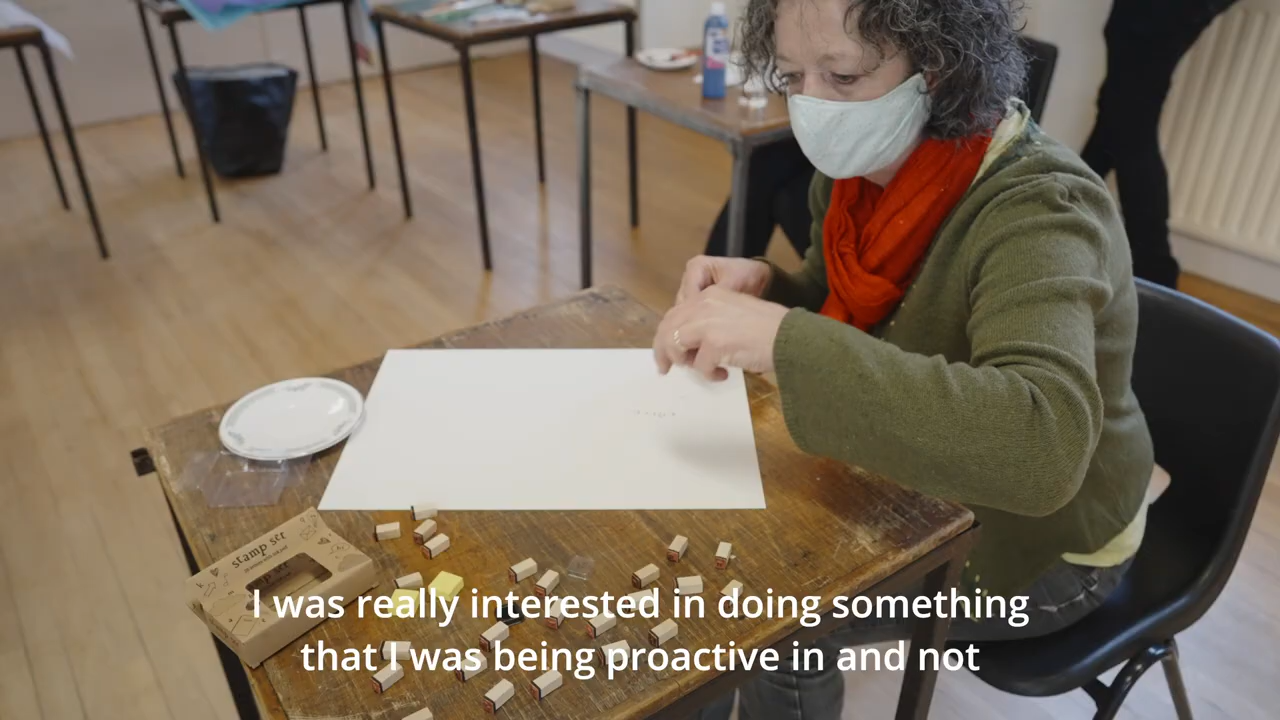 stamp set
I was really interested in doing something
that I was being proactive in and not